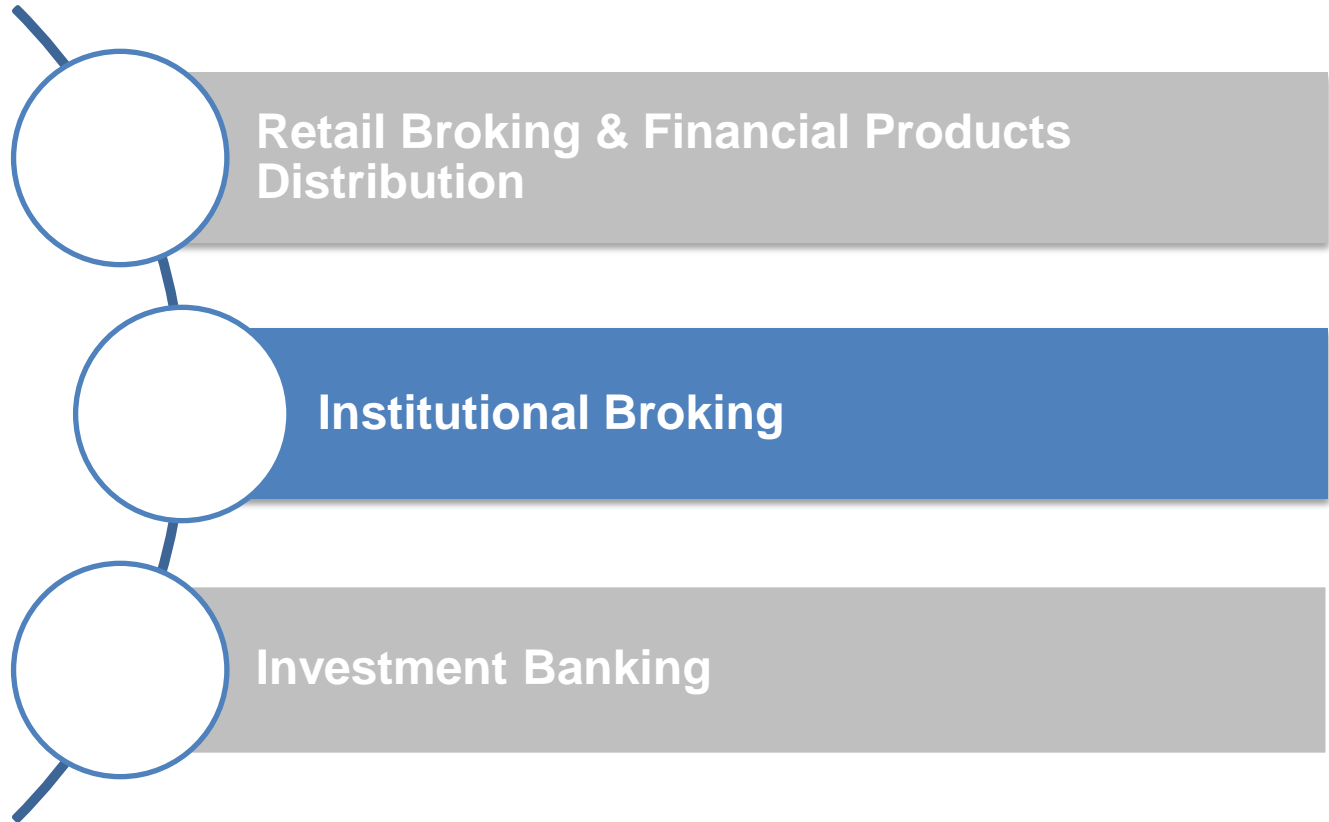 Retail Broking & Financial Products
Distribution
Institutional Broking
Investment Banking